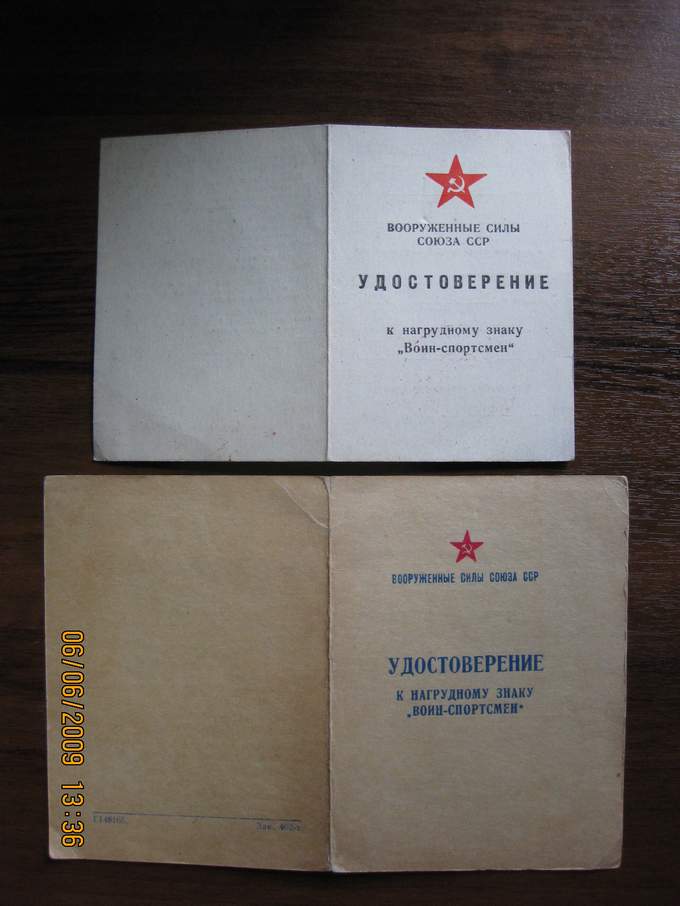 ВООРУЖЕННЫЕ СИЛЫ
СОЮЗА ССР
УДОСТОВЕРЕНИЕ
к нагрудному знаку
„Воин-спортсмен“
ВООРУЖЕННЫЕ СИЛЫ СОЮЗА ССР
УДОСТОВЕРЕНИЕ
К НАГРУДНОМУ ЗНАКУ
„ВОИН-СПОРТСМЕН“
Зак.
06/06/2009 13:36